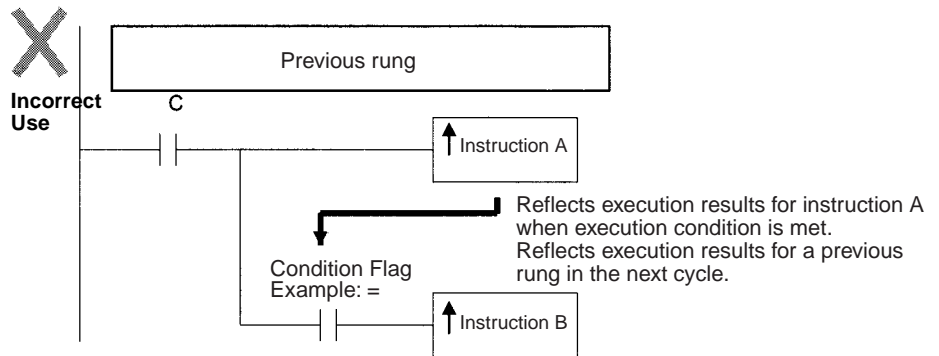 Previous rung
Incorrect
Use
C
Instruction A
Reflects execution results for instruction A
when execution condition is met.
Reflects execution results for a previous
rung in the next cycle.
Condition Flag
Example: =
Instruction B